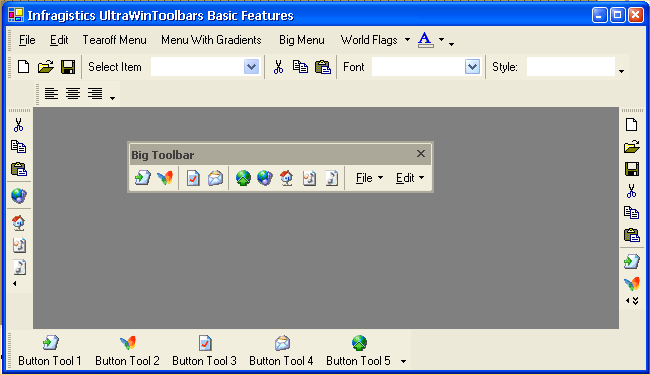 Infragistics UltraWinToolbars Basic Features
File Edit Tearoff Menu Menu With Gradients Big Menu World Flags A
Select Item Font Style:
Big Toolbar
File Edit
Button Tool 1 Button Tool 2 Button Tool 3 Button Tool 4 Button Tool 5